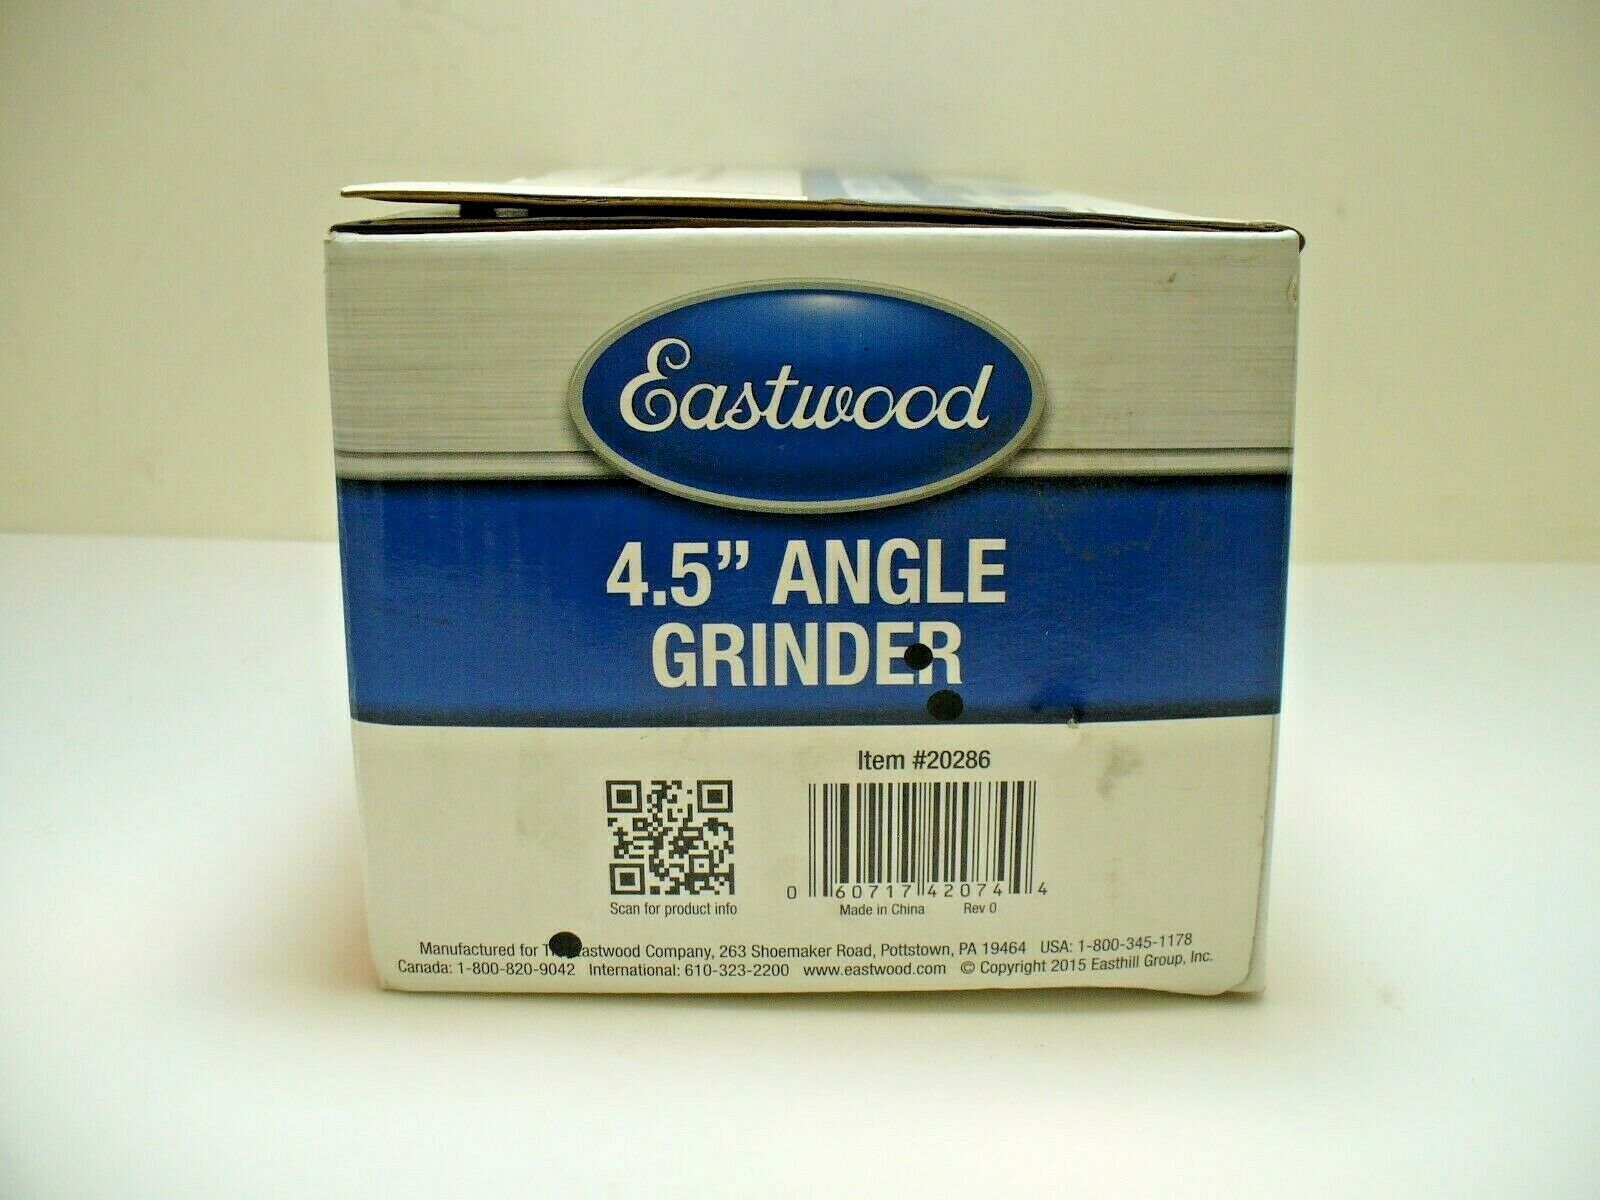 Eastwood
4.5” ANGLE
GRINDER
Item #20286
0 60717 42074 4
Scan for product info
Made in China Rev 0
Manufactured for Eastwood Company, 263 Shoemaker Road, Pottstown, PA 19464 USA: 1-800-345-1178
Canada: 1-800-820-9042 International: 610-323-2200 www.eastwood.com © Copyright 2015 Easthill Group, Inc.